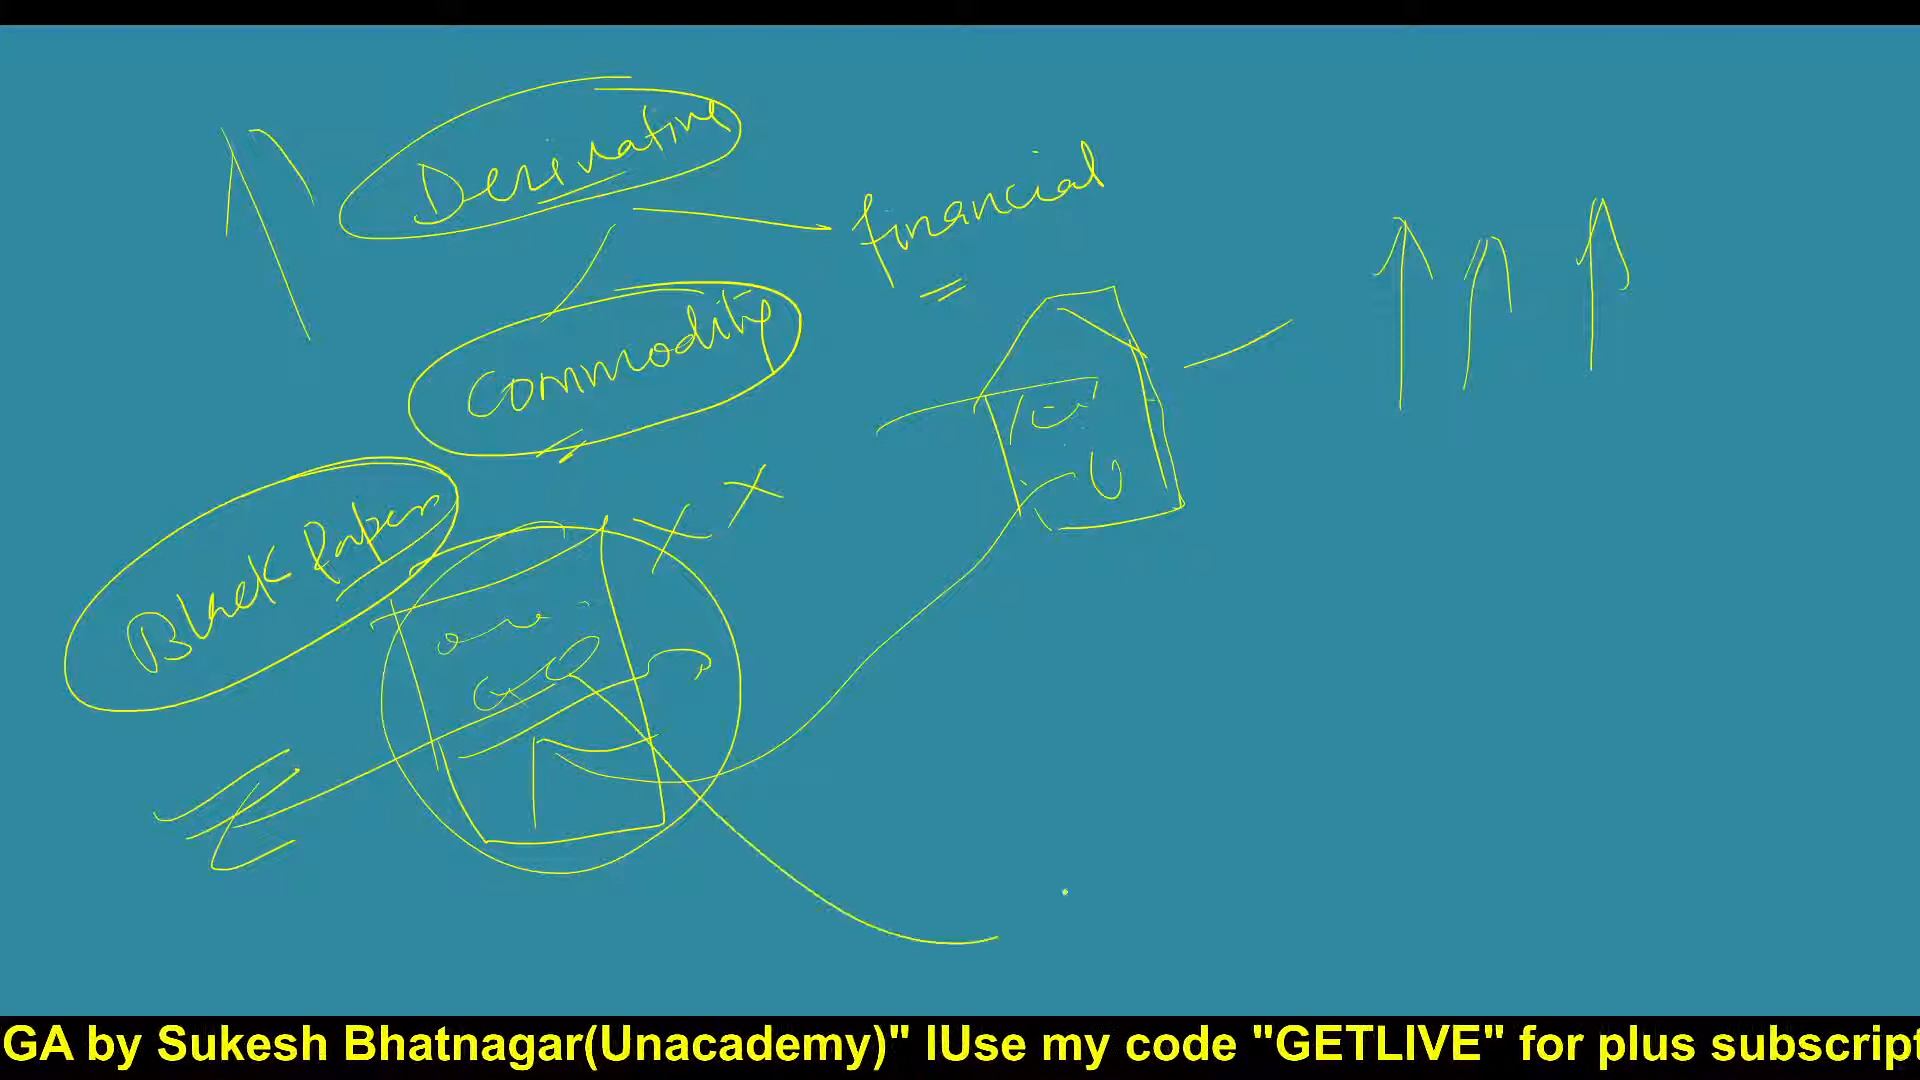 Derivative
financial
Commodity
Black Paper
GA by Sukesh Bhatnagar(Unacademy)" IUse my code "GETLIVE" for plus subscript